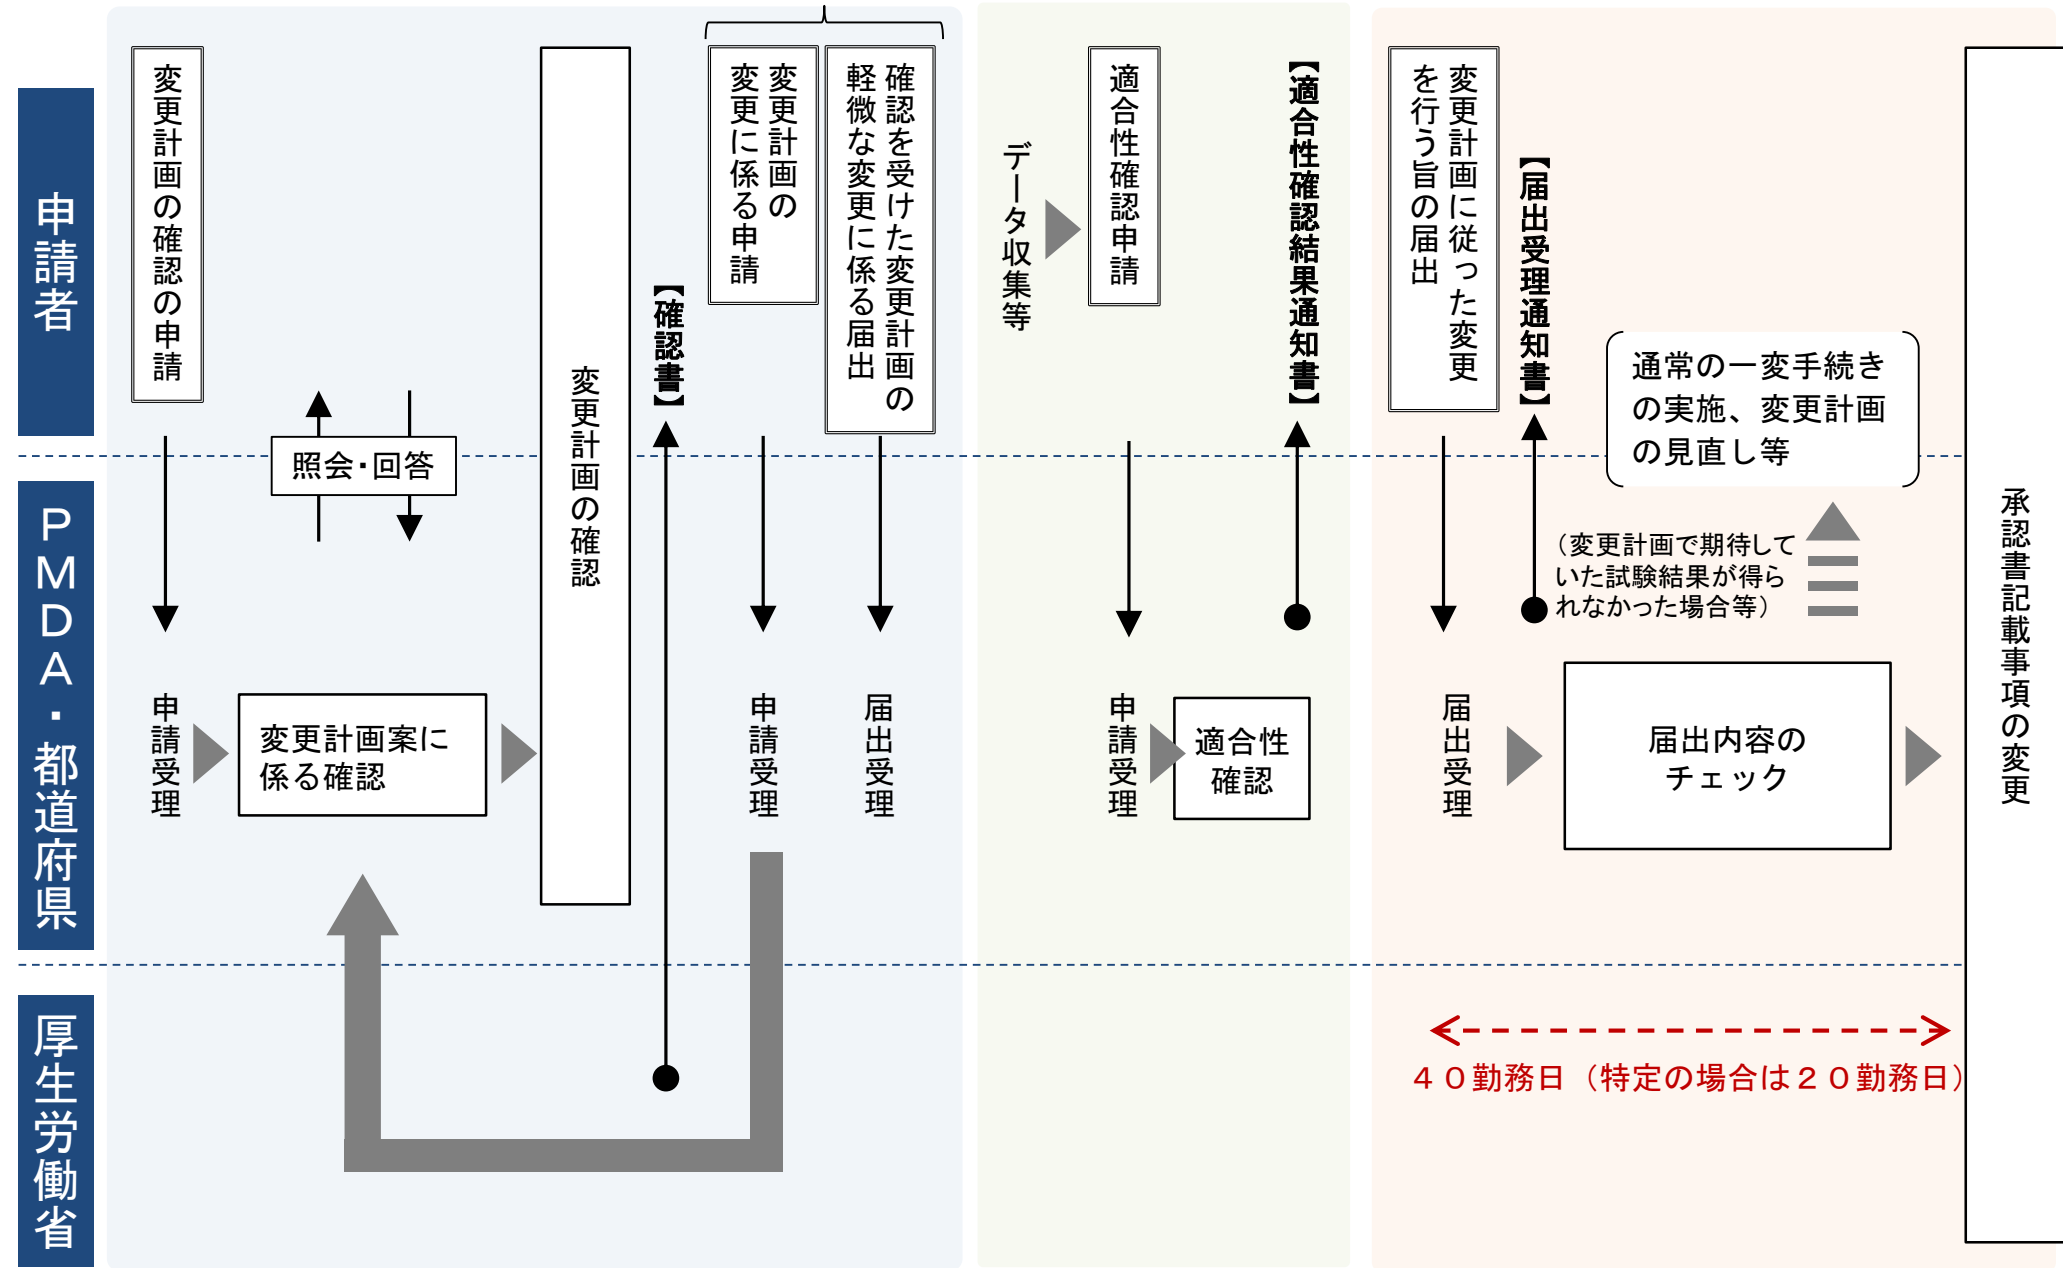 申請者
PMDA・都道府県
厚生労働省
変更計画の確認の申請
照会・回答
申請受理
変更計画案に
係る確認
変更計画の確認
【確認書】
変更計画の
変更に係る申請
確認を受けた変更計画の
軽微な変更に係る届出
申請受理
届出受理
データ収集等
適合性確認申請
申請受理
適合性
確認
【適合性確認結果通知書】
変更計画に従った変更
を行う旨の届出
【届出受理通知書】
通常の一変手続き
の実施、変更計画
の見直し等
（変更計画で期待して
いた試験結果が得ら
れなかった場合等）
届出受理
届出内容の
チェック
承認書記載事項の変更
４０勤務日（特定の場合は２０勤務日）